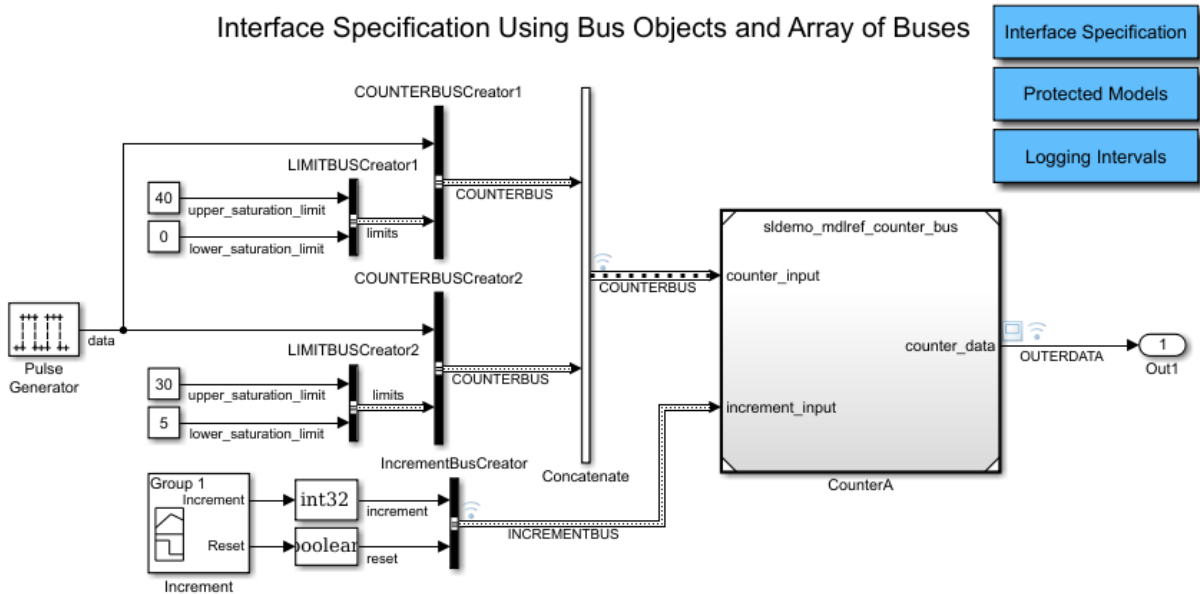 Interface Specification Using Bus Objects and Array of Buses
Interface Specification
Protected Models
Logging Intervals
COUNTERBUSCreator1
LIMITBUSCreator1
40
upper_saturation_limit
0
lower_saturation_limit
limits
COUNTERBUS
COUNTERBUSCreator2
data
Pulse
Generator
LIMITBUSCreator2
30
upper_saturation_limit
5
lower_saturation_limit
limits
COUNTERBUS
Concatenate
COUNTERBUS
sldemo_mdlref_counter_bus
counter_input
counter_data
increment_input
CounterA
OUTERDATA
1
Out1
IncrementBusCreator
Group 1
Increment
Reset
Increment
int32
increment
boolean
reset
INCREMENTBUS